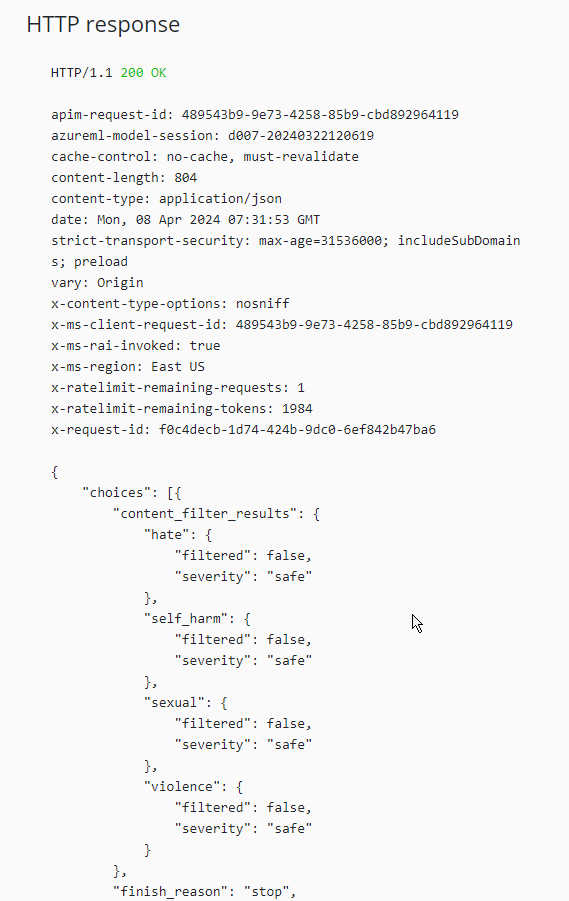 HTTP response
HTTP/1.1 200 OK
apim-request-id: 489543b9-9e73-4258-85b9-cbd892964119
azureml-model-session: d007-20240322120619
cache-control: no-cache, must-revalidate
content-length: 804
content-type: application/json
date: Mon, 08 Apr 2024 07:31:53 GMT
strict-transport-security: max-age=31536000; includeSubDomain
s; preload
vary: Origin
x-content-type-options: nosniff
x-ms-client-request-id: 489543b9-9e73-4258-85b9-cbd892964119
x-ms-rai-invoked: true
x-ms-region: East US
x-ratelimit-remaining-requests: 1
x-ratelimit-remaining-tokens: 1984
x-request-id: f0c4decb-1d74-424b-9dc0-6ef842b47ba6
{
    "choices": [{
        "content_filter_results": {
            "hate": {
                "filtered": false,
                "severity": "safe"
            },
            "self_harm": {
                "filtered": false,
                "severity": "safe"
            },
            "sexual": {
                "filtered": false,
                "severity": "safe"
            },
            "violence": {
                "filtered": false,
                "severity": "safe"
            }
        },
        "finish_reason": "stop",